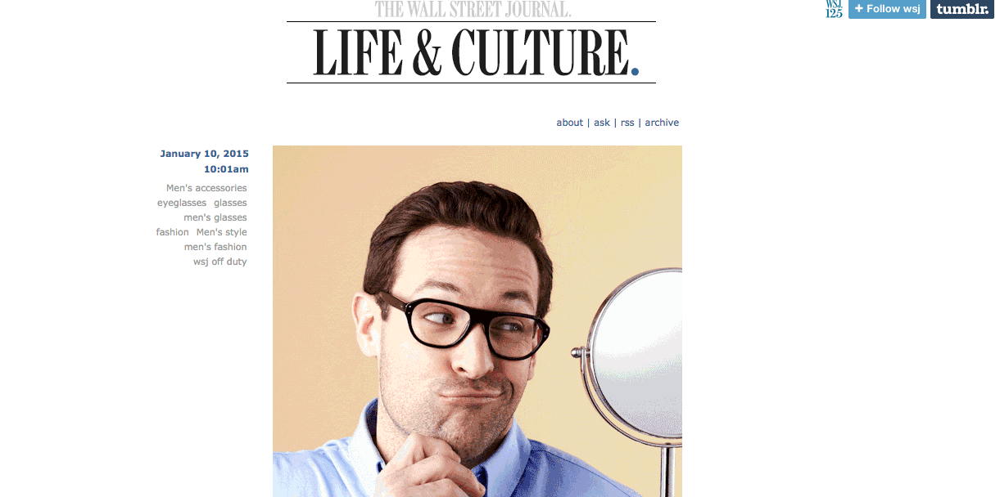 THE WALL STREET JOURNAL.
WSJ.
125
+ Follow wsj
tumblr.
LIFE & CULTURE.
about | ask | rss | archive
January 10, 2015
10:01am
Men's accessories
eyeglasses glasses
men's glasses
fashion Men's style
men's fashion
wsj off duty